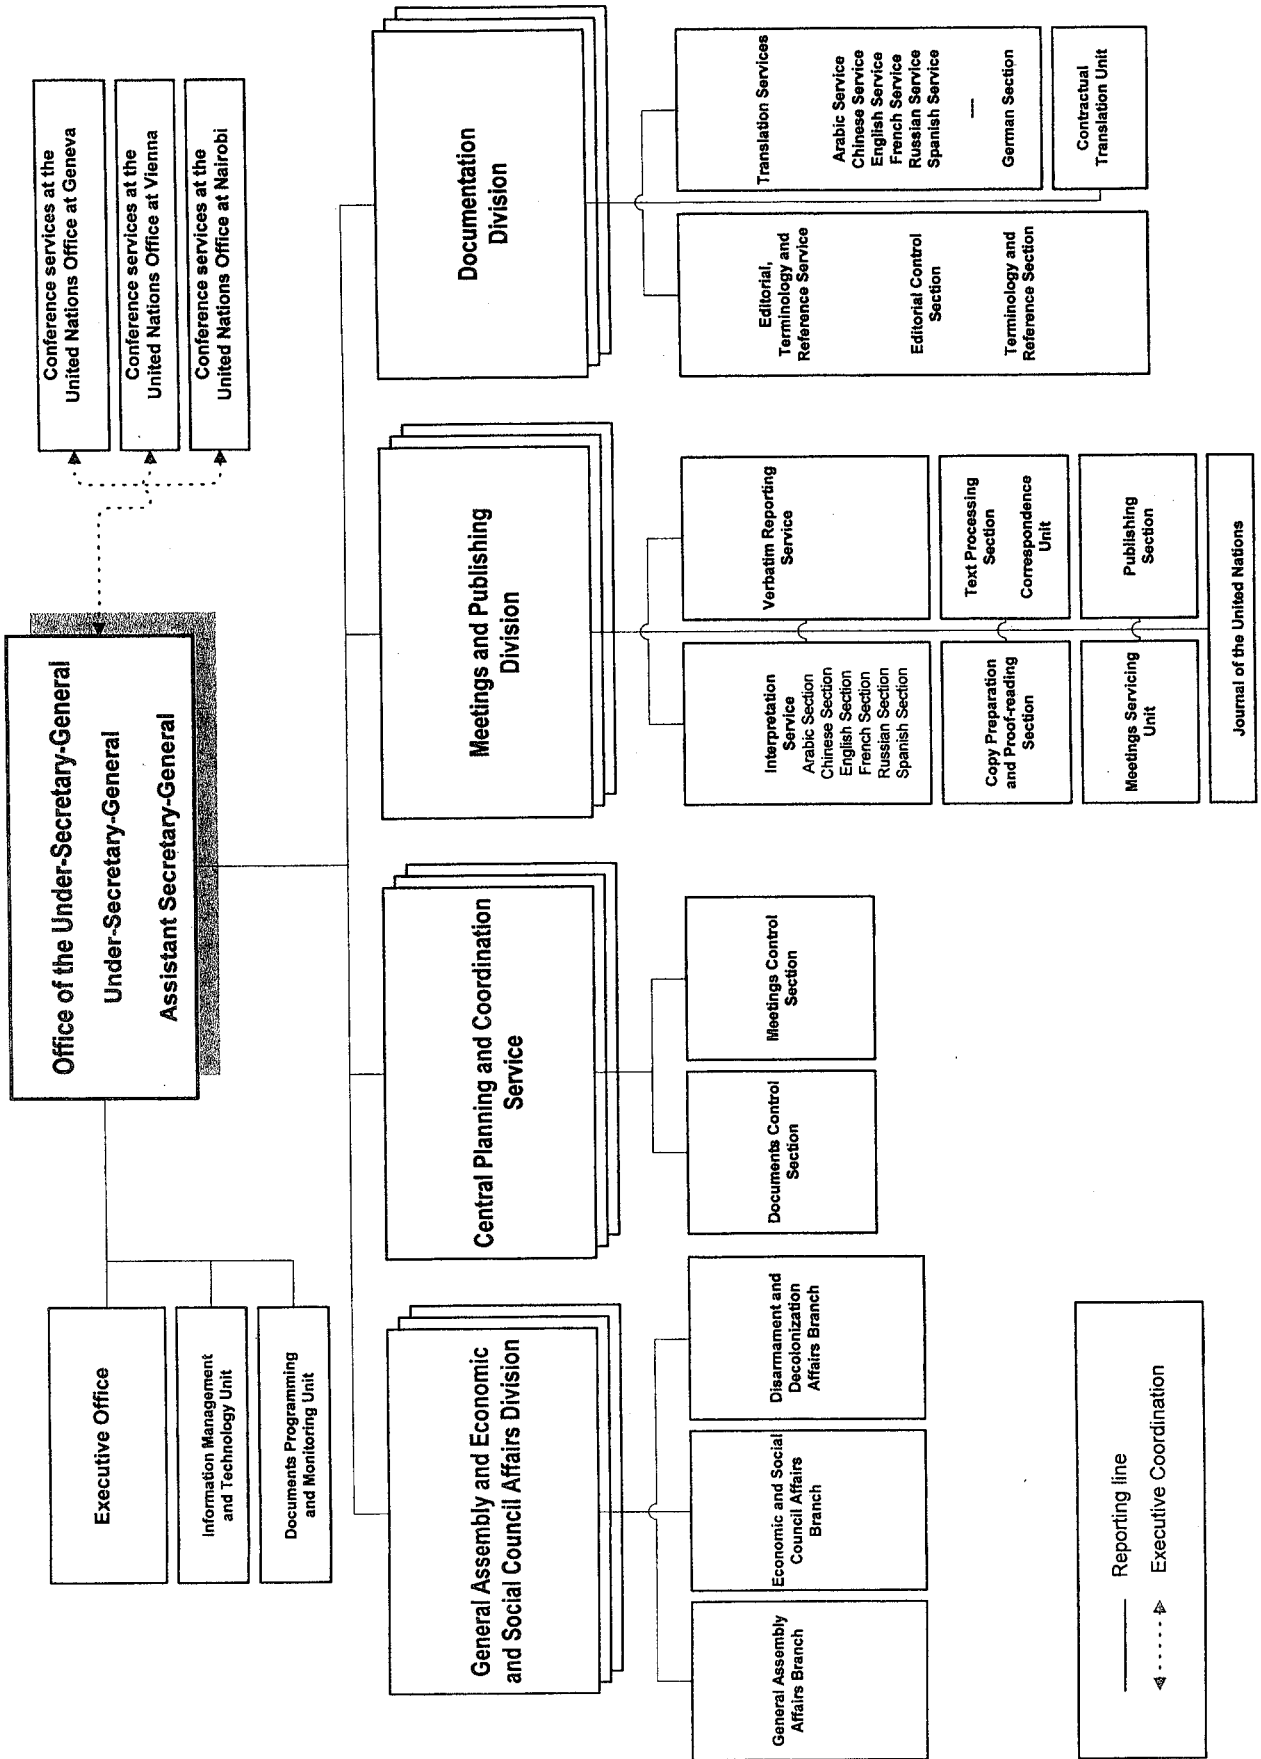 Office of the Under-Secretary-General
Under-Secretary-General
Assistant Secretary-General
Executive Office
Information Management
and Technology Unit
Documents Programming
and Monitoring Unit
Conference services at the
United Nations Office at Geneva
Conference services at the
United Nations Office at Vienna
Conference services at the
United Nations Office at Nairobi
General Assembly and Economic
and Social Council Affairs Division
General Assembly
Affairs Branch
Economic and Social
Council Affairs
Branch
Disarmament and
Decolonization
Affairs Branch
Central Planning and Coordination
Service
Documents Control
Section
Meetings Control
Section
Meetings and Publishing
Division
Interpretation
Service
Arabic Section
Chinese Section
English Section
French Section
Russian Section
Spanish Section
Verbatim Reporting
Service
Copy Preparation
and Proof-reading
Section
Text Processing
Section
Correspondence
Unit
Meetings Servicing
Unit
Publishing
Section
Journal of the United Nations
Documentation
Division
Editorial,
Terminology and
Reference Service
Editorial Control
Section
Terminology and
Reference Section
Translation Services
Arabic Service
Chinese Service
English Service
French Service
Russian Service
Spanish Service
---
German Section
Contractual
Translation Unit
Reporting line
Executive Coordination